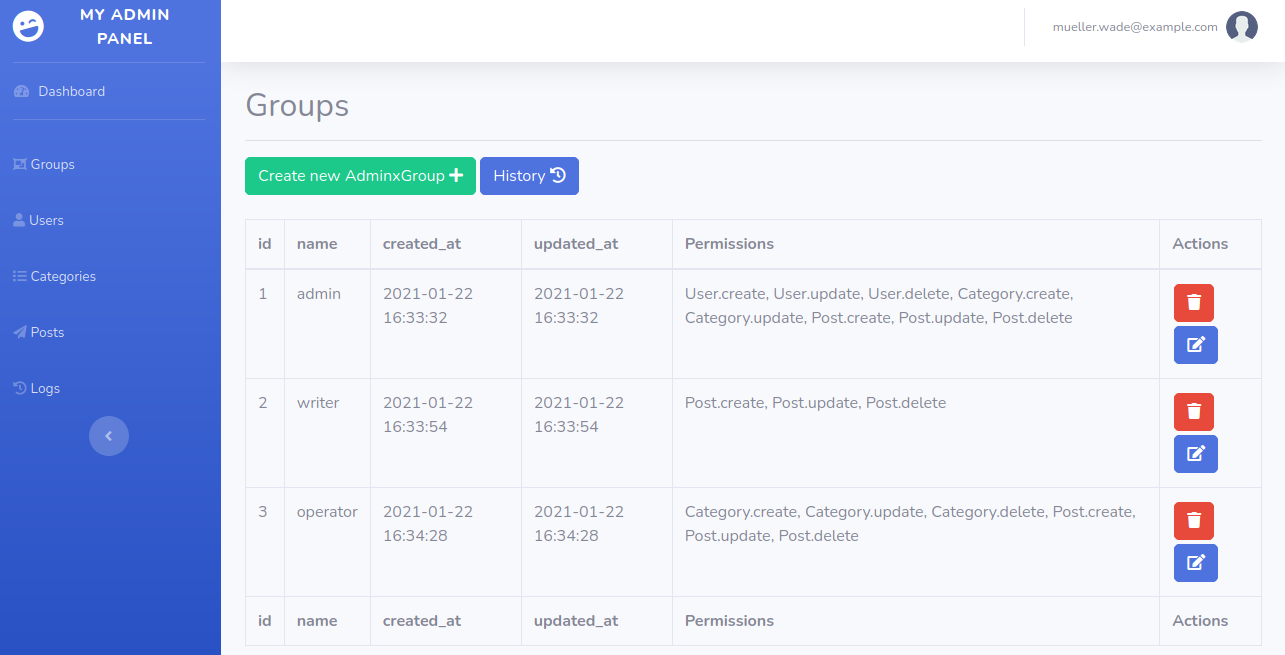 MY ADMIN
PANEL
Dashboard
Groups
Users
Categories
Posts
Logs
mueller.wade@example.com
Groups
Create new AdminxGroup
History
id name created_at updated_at Permissions Actions
1 admin 2021-01-22 2021-01-22 User.create, User.update, User.delete, Category.create,
16:33:32 16:33:32 Category.update, Post.create, Post.update, Post.delete
2 writer 2021-01-22 2021-01-22 Post.create, Post.update, Post.delete
16:33:54 16:33:54
3 operator 2021-01-22 2021-01-22 Category.create, Category.update, Category.delete, Post.create,
16:34:28 16:34:28 Post.update, Post.delete
id name created_at updated_at Permissions Actions